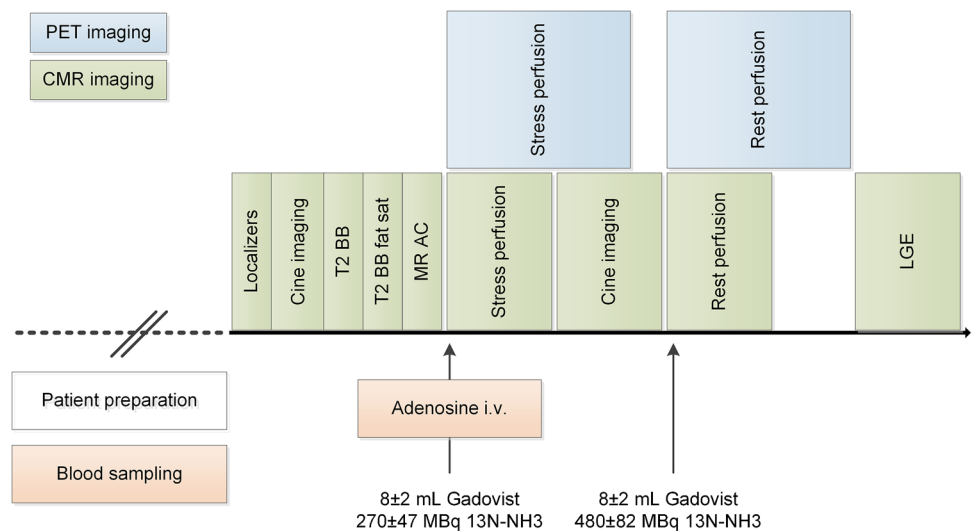 PET imaging
CMR imaging
Stress perfusion
Rest perfusion
Localizers
Cine imaging
T2 BB
T2 BB fat sat
MR AC
Stress perfusion
Cine imaging
Rest perfusion
LGE
Patient preparation
Blood sampling
Adenosine i.v.
8±2 mL Gadovist
270±47 MBq 13N-NH3
8±2 mL Gadovist
480±82 MBq 13N-NH3